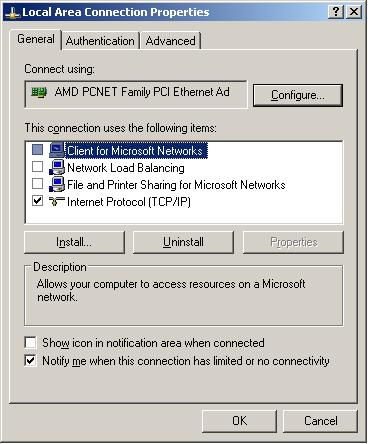 Local Area Connection Properties
General Authentication Advanced
Connect using:
AMD PCNET Family PCI Ethernet Ad
Configure...
This connection uses the following items:
Client for Microsoft Networks
Network Load Balancing
File and Printer Sharing for Microsoft Networks
Internet Protocol (TCP/IP)
Install... Uninstall Properties
Description
Allows your computer to access resources on a Microsoft
network.
Show icon in notification area when connected
Notify me when this connection has limited or no connectivity
OK Cancel